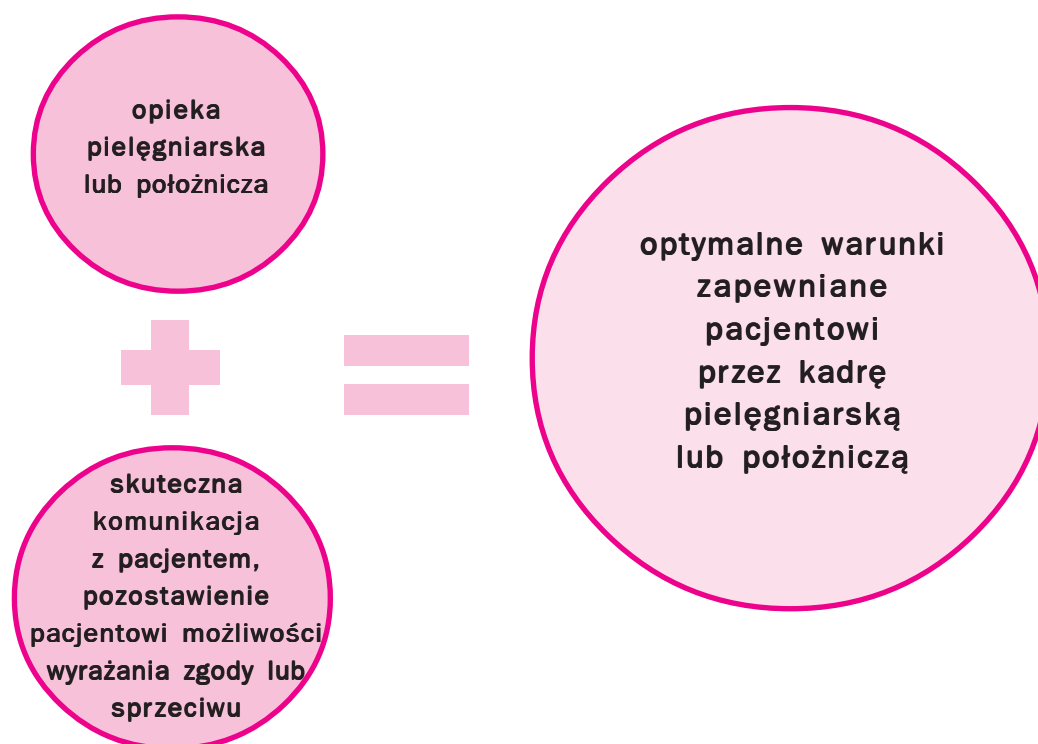 opieka
pielęgniarska
lub położnicza
skuteczna
komunikacja
z pacjentem,
pozostawienie
pacjentowi możliwości
wyrażania zgody lub
sprzeciwu
optymalne warunki
zapewniane
pacjentowi
przez kadrę
pielęgniarską
lub położniczą